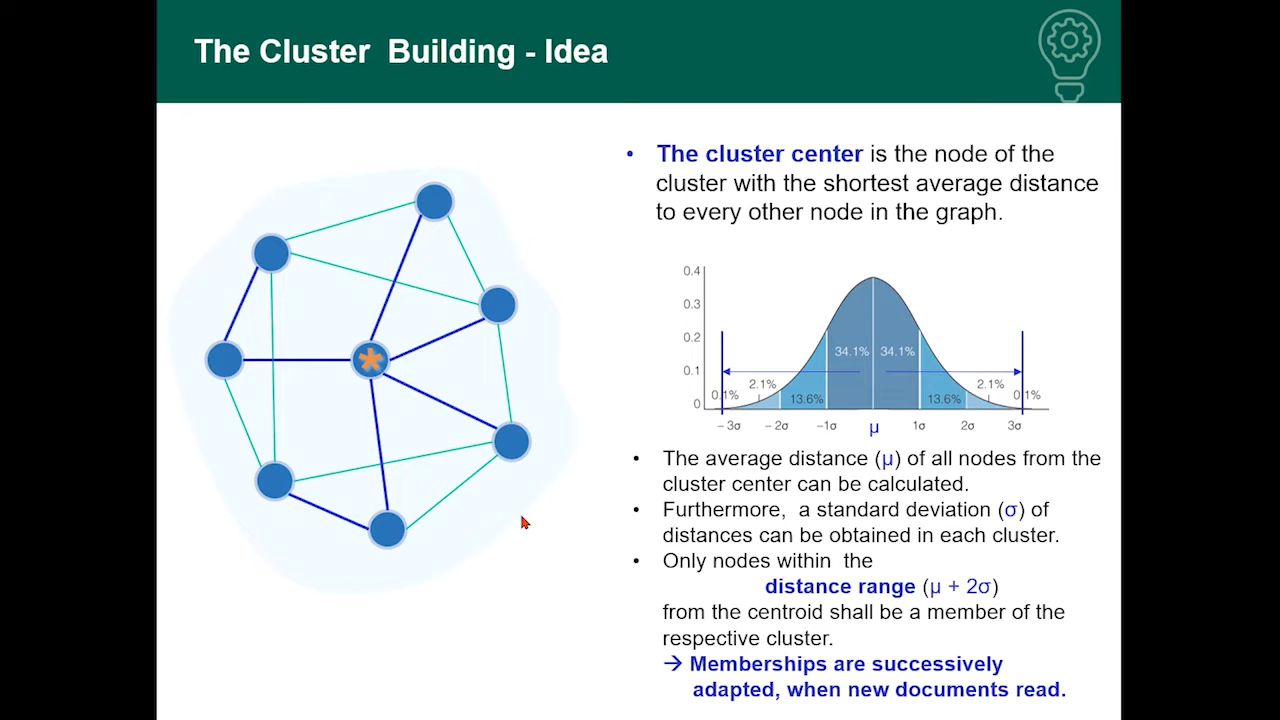 The Cluster  Building - Idea
• The cluster center is the node of the
cluster with the shortest average distance
to every other node in the graph.
0.4
0.3
0.2
0.1
0
34.1% 34.1%
2.1% 2.1%
0.1% 13.6% 13.6% 0.1%
– 3σ – 2σ –1σ μ 1σ 2σ 3σ
• The average distance (μ) of all nodes from the
cluster center can be calculated.
• Furthermore,  a standard deviation (σ) of
distances can be obtained in each cluster.
• Only nodes within  the
distance range (μ + 2σ)
from the centroid shall be a member of the
respective cluster.
→ Memberships are successively
adapted, when new documents read.